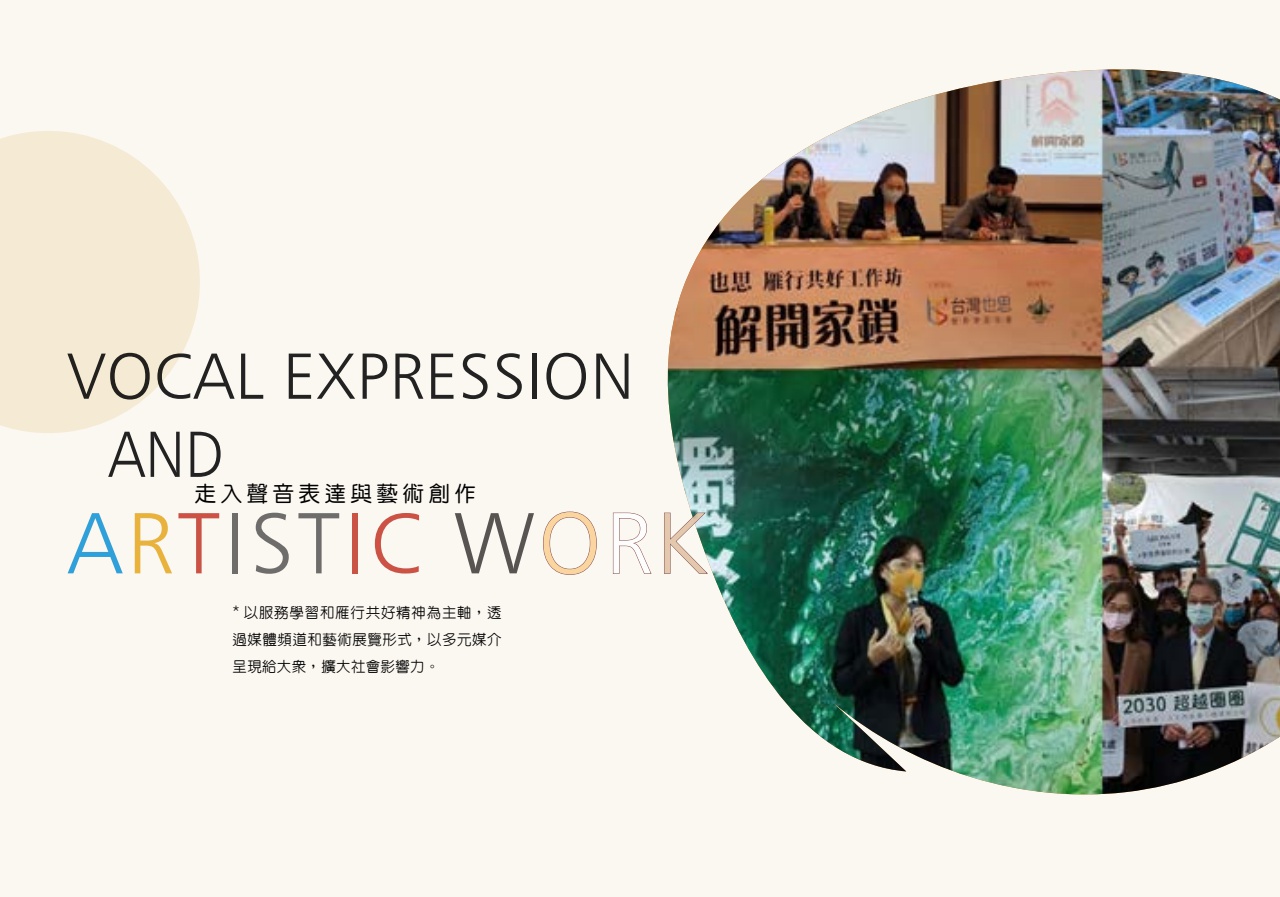 VOCAL EXPRESSION
AND
走入聲音表達與藝術創作
ARTISTIC WORK
* 以服務學習和雁行共好精神為主軸，透
過媒體頻道和藝術展覽形式，以多元媒介
呈現給大眾，擴大社會影響力。
解開家鎖
也思 雁行共好工作坊
解開家鎖
台灣也思
2030 超越圈圈